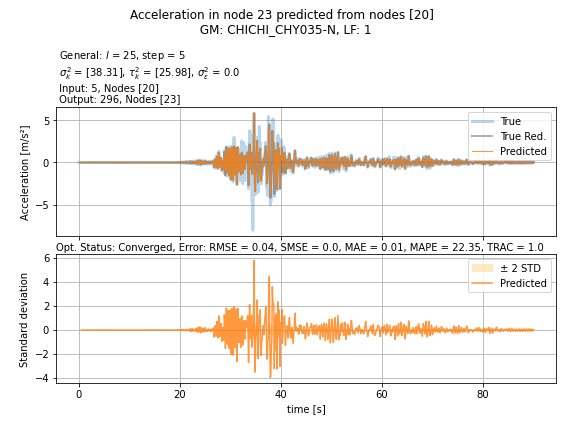 Acceleration in node 23 predicted from nodes [20]
GM: CHICHI_CHY035-N, LF: 1
General: l = 25, step = 5
σ²ₖ = [38.31], τ²ₖ = [25.98], σ²_ε = 0.0
Input: 5, Nodes [20]
Output: 296, Nodes [23]
Acceleration [m/s²]
5
0
−5
True
True Red.
Predicted
Opt. Status: Converged, Error: RMSE = 0.04, SMSE = 0.0, MAE = 0.01, MAPE = 22.35, TRAC = 1.0
Standard deviation
6
4
2
0
−2
−4
± 2 STD
Predicted
0 20 40 60 80
time [s]